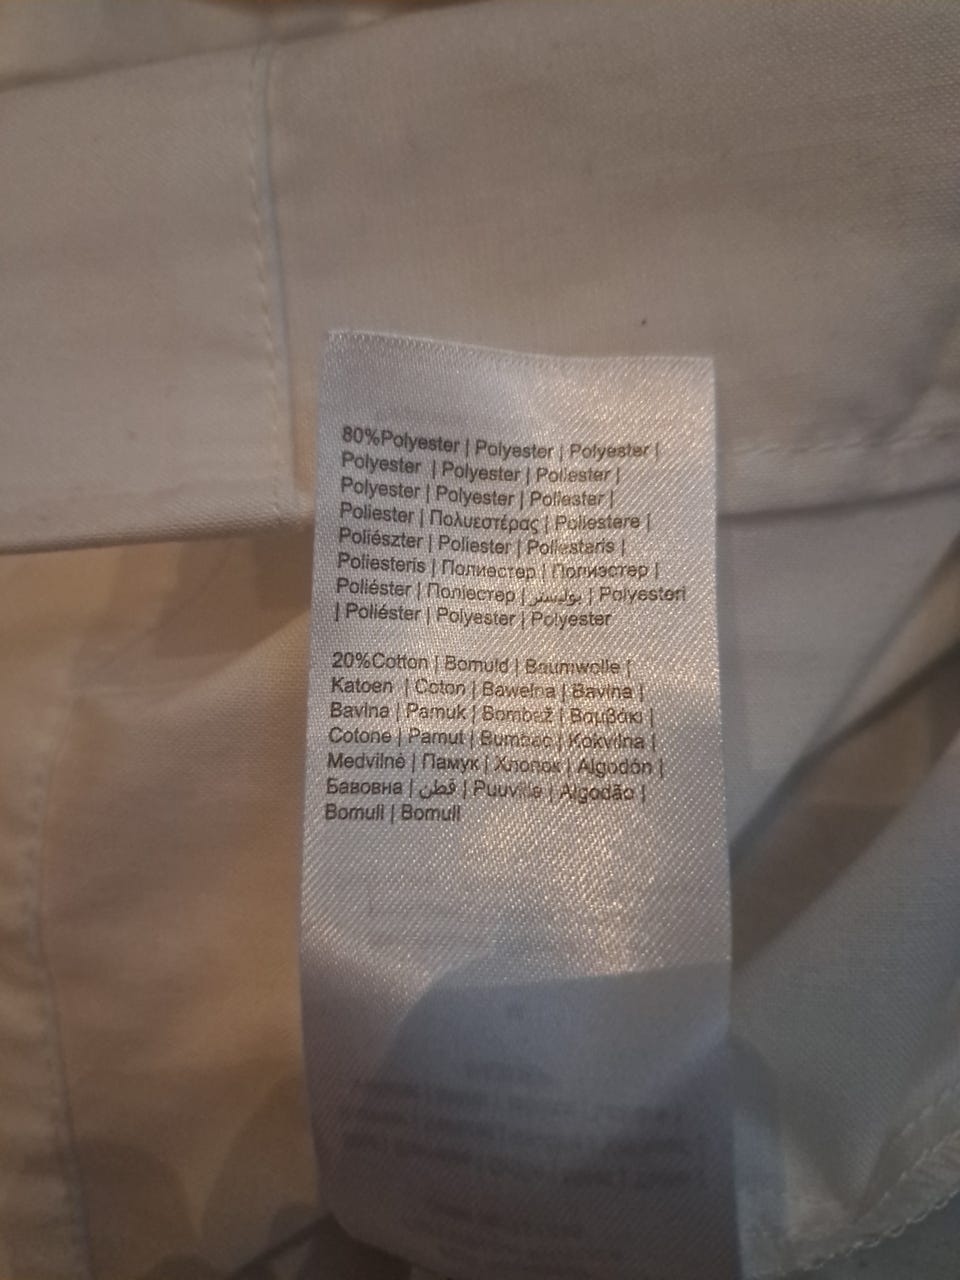 80%Polyester | Polyester | Polyester |
Polyester | Polyester | Poliester |
Polyester | Polyester | Poliester |
Poliester | Πολυεστέρας | Poliestere |
Poliészter | Poliester | Poliestaris |
Poliesteris | Полиестер | Полиэстер |
Poliéster | Поліестер | بوليستر | Polyesteri
| Poliéster | Polyester | Polyester
20%Cotton | Bomuld | Baumwolle |
Katoen | Coton | Bawełna | Bavlna |
Bavlna | Pamuk | Bombaž | Βαμβάκι |
Cotone | Pamut | Bumbac | Kokvilna |
Medvilnė | Памук | Хлопок | Algodón |
Бавовна | قطن | Puuvilla | Algodão |
Bomull | Bomull